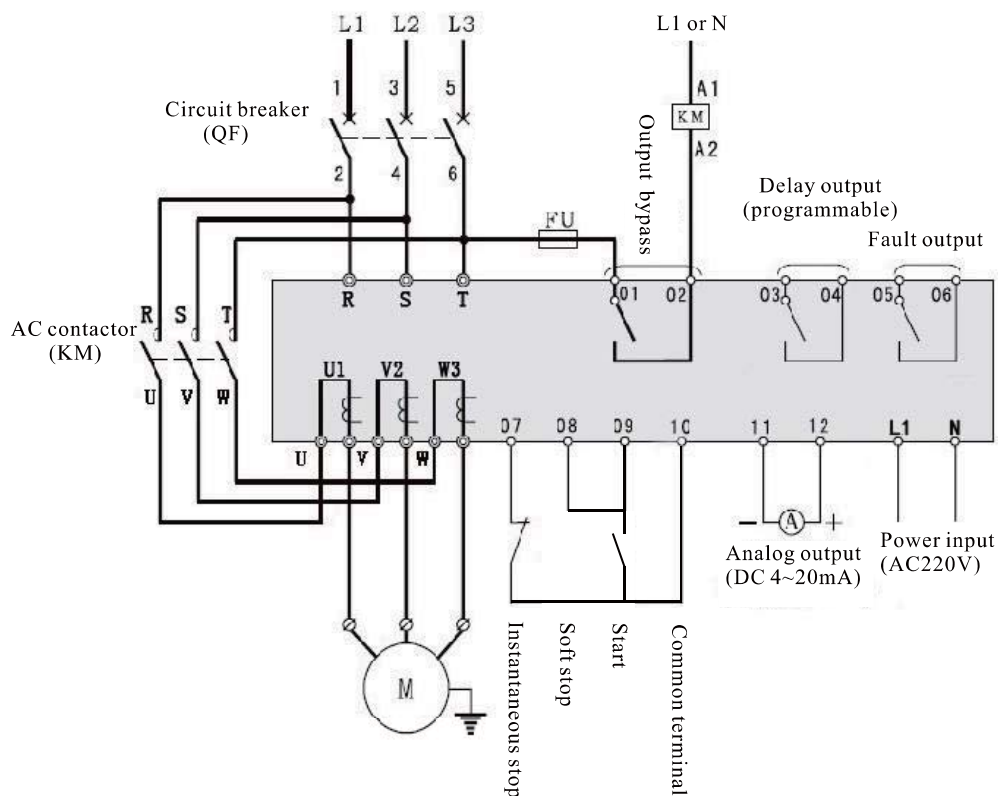 L1 L2 L3
L1 or N
1 3 5
A1
Circuit breaker
(QF)
KM
A2
Output bypass
2 4 6
Delay output
(programmable)
FU
Fault output
R S T
01 02 03 04 05 06
R S T
AC contactor
(KM)
U1 V2 W3
U V W
07 08 09 10 11 12 L1 N
U V W
− A +
Analog output
(DC 4~20mA)
Power input
(AC220V)
Instantaneous stop
Soft stop
Start
Common terminal
M